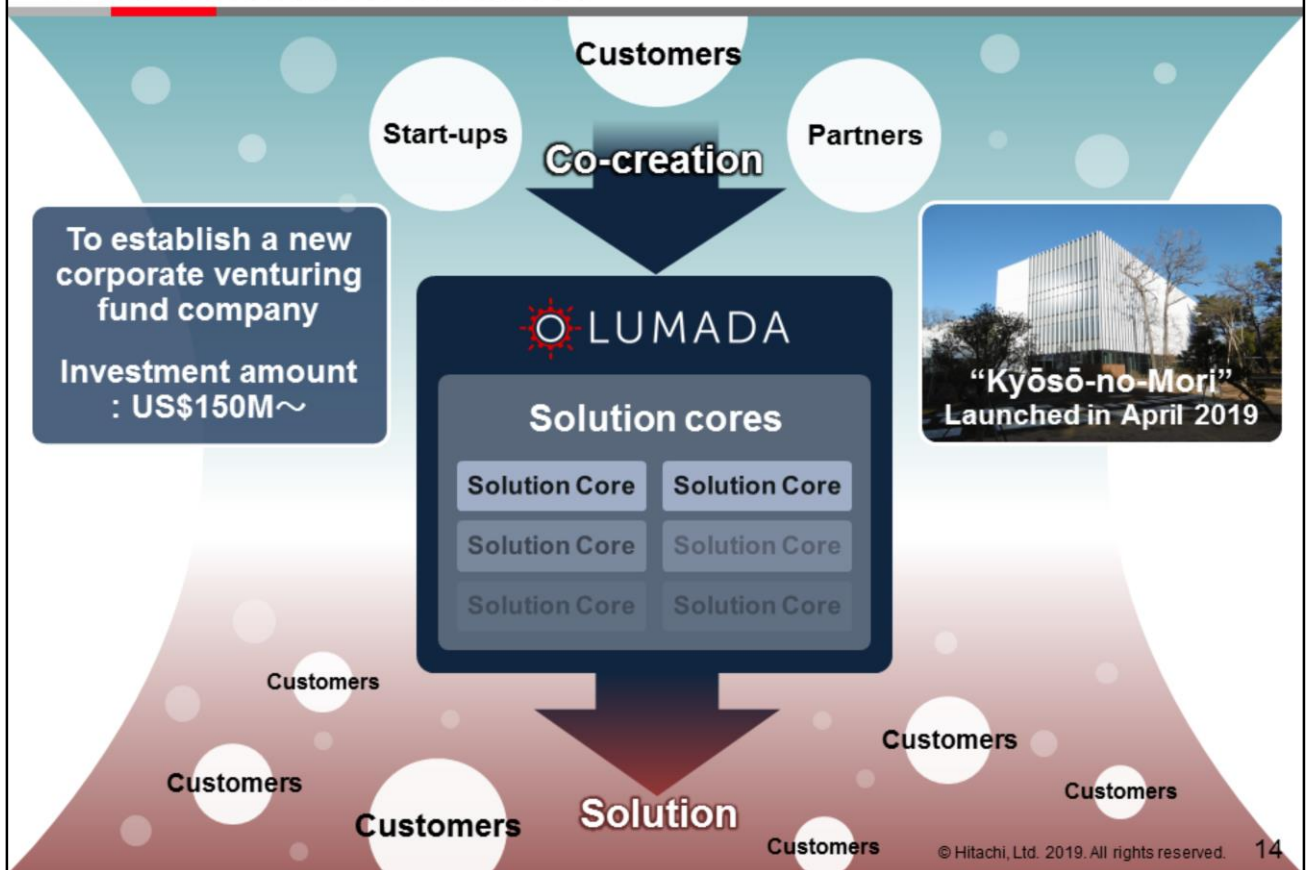 Customers
Start-ups
Partners
Co-creation
To establish a new
corporate venturing
fund company
Investment amount
: US$150M～
LUMADA
Solution cores
Solution Core
Solution Core
Solution Core
Solution Core
Solution Core
Solution Core
“Kyōsō-no-Mori”
Launched in April 2019
Customers
Customers
Customers
Solution
Customers
Customers
Customers
© Hitachi, Ltd. 2019. All rights reserved.
14